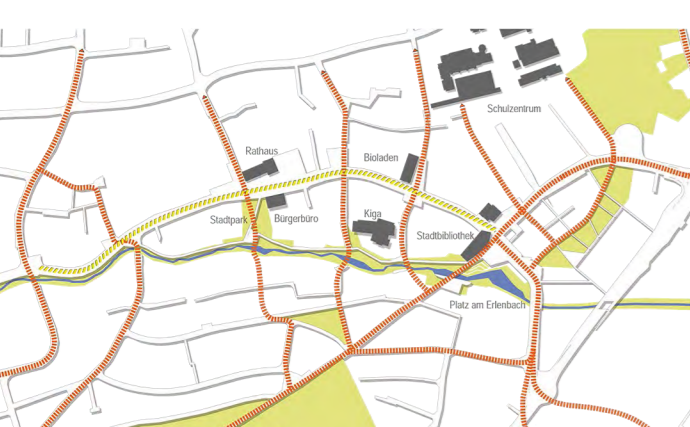 Schulzentrum
Rathaus
Bioladen
Stadtpark
Bürgerbüro
Kiga
Stadtbibliothek
Platz am Erlenbach